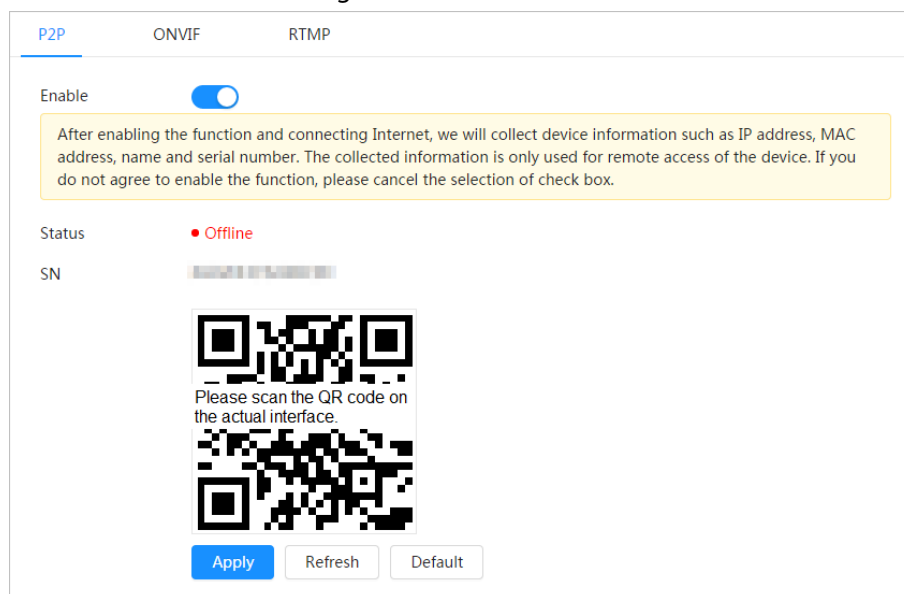 P2P ONVIF RTMP
Enable
After enabling the function and connecting Internet, we will collect device information such as IP address, MAC
address, name and serial number. The collected information is only used for remote access of the device. If you
do not agree to enable the function, please cancel the selection of check box.
Status • Offline
SN
Please scan the QR code on
the actual interface.
Apply Refresh Default